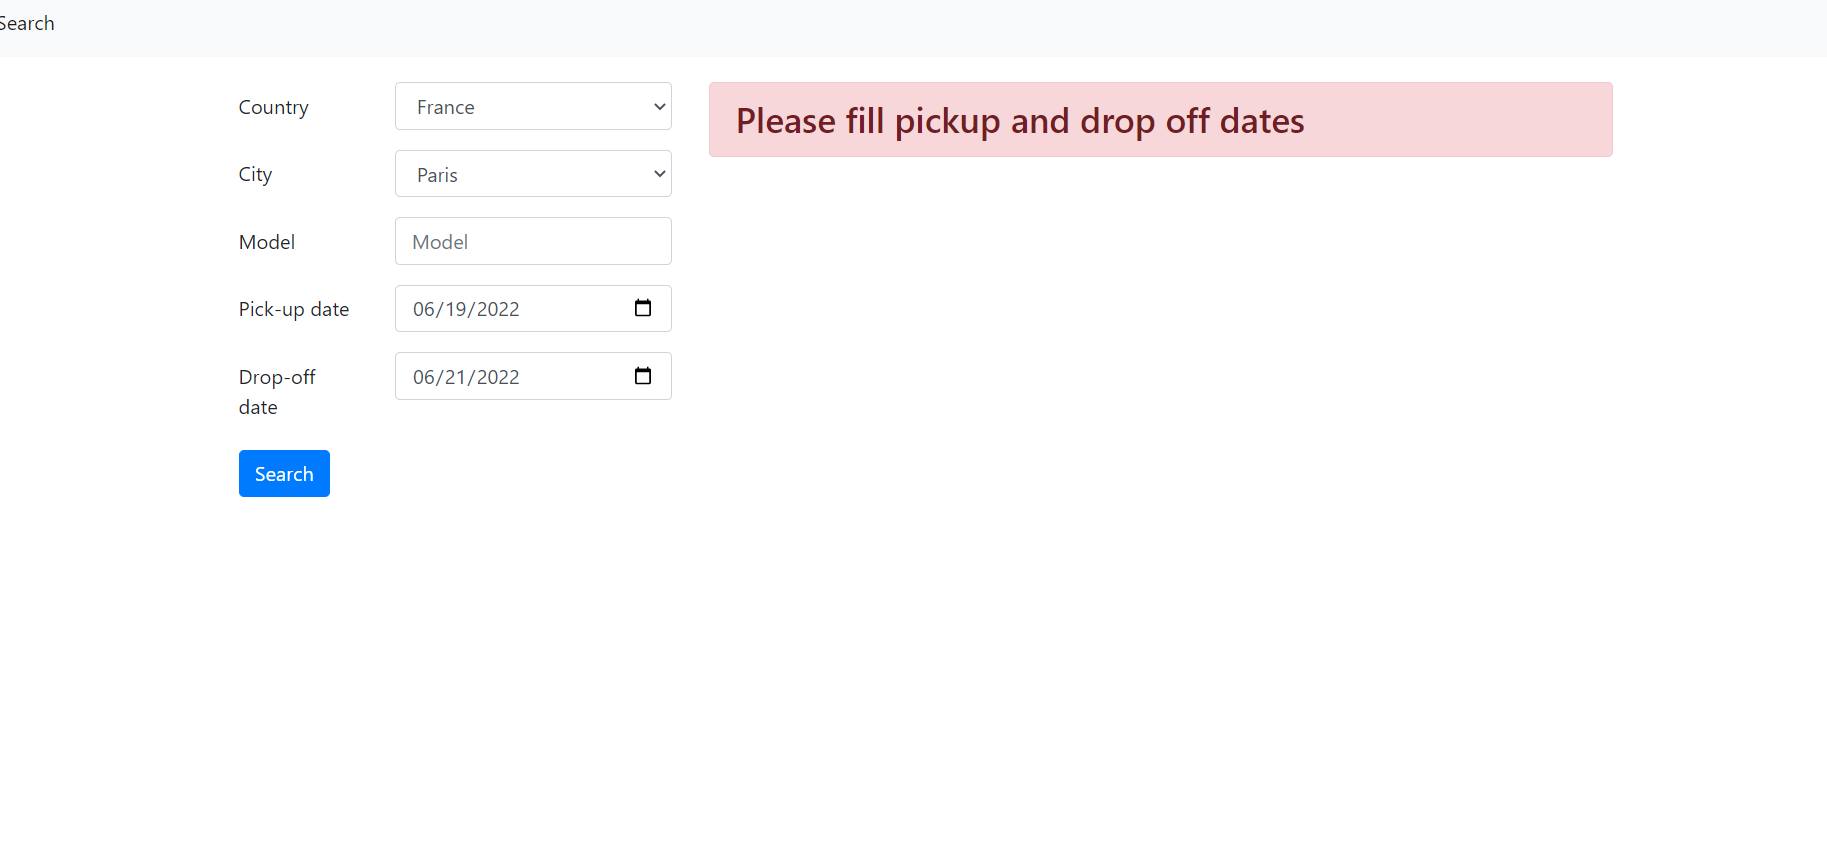 Search
Country
France
Please fill pickup and drop off dates
City
Paris
Model
Model
Pick-up date
06/19/2022
Drop-off
date
06/21/2022
Search